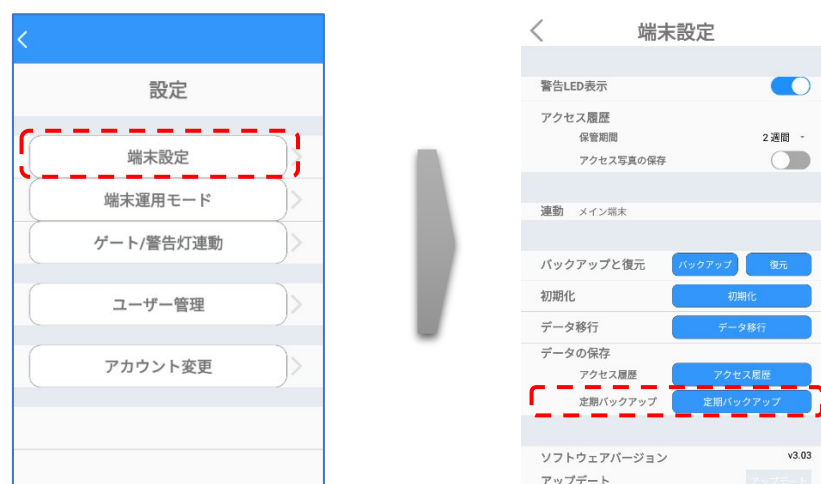 設定
端末設定
端末運用モード
ゲート/警告灯連動
ユーザー管理
アカウント変更
端末設定
警告LED表示
アクセス履歴
保管期間 2 週間
アクセス写真の保存
連動 メイン端末
バックアップと復元 バックアップ 復元
初期化 初期化
データ移行 データ移行
データの保存
アクセス履歴 アクセス履歴
定期バックアップ 定期バックアップ
ソフトウェアバージョン v3.03
アップデート アップデート